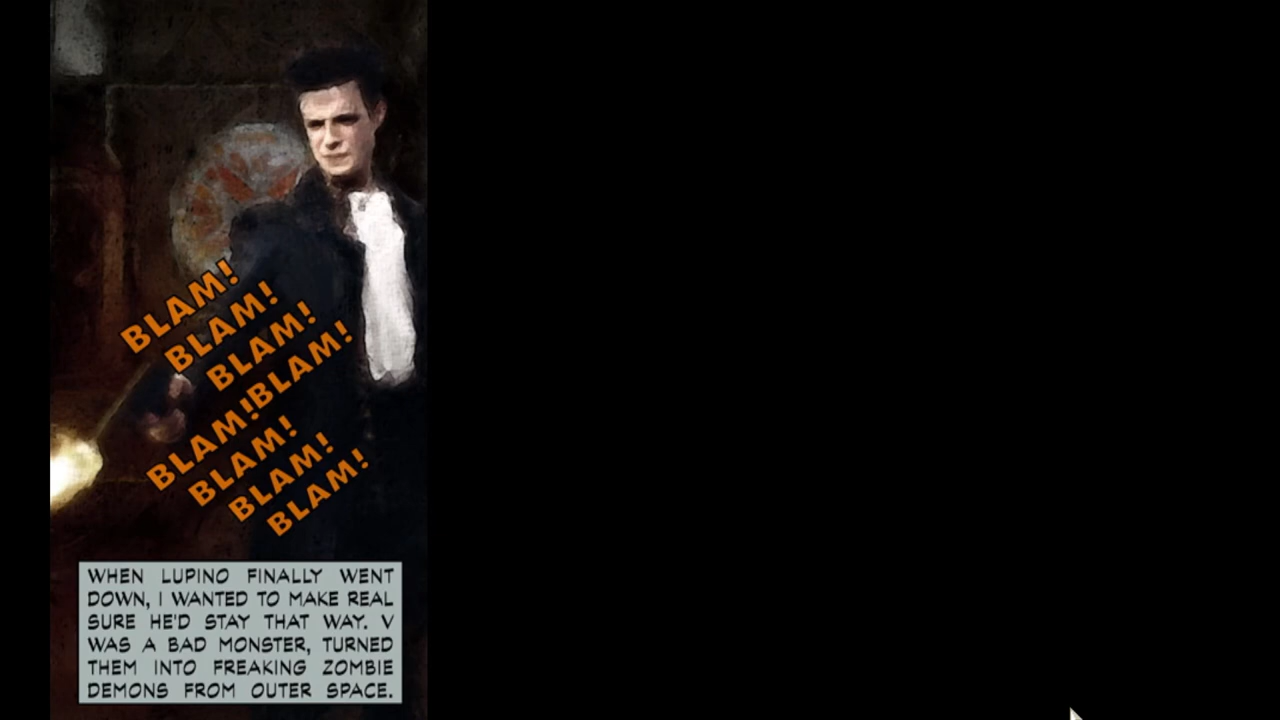 BLAM!
BLAM!
BLAM!
BLAM!
BLAM!
BLAM!
BLAM!
BLAM!
WHEN LUPINO FINALLY WENT
DOWN, I WANTED TO MAKE REAL
SURE HE'D STAY THAT WAY. V
WAS A BAD MONSTER, TURNED
THEM INTO FREAKING ZOMBIE
DEMONS FROM OUTER SPACE.